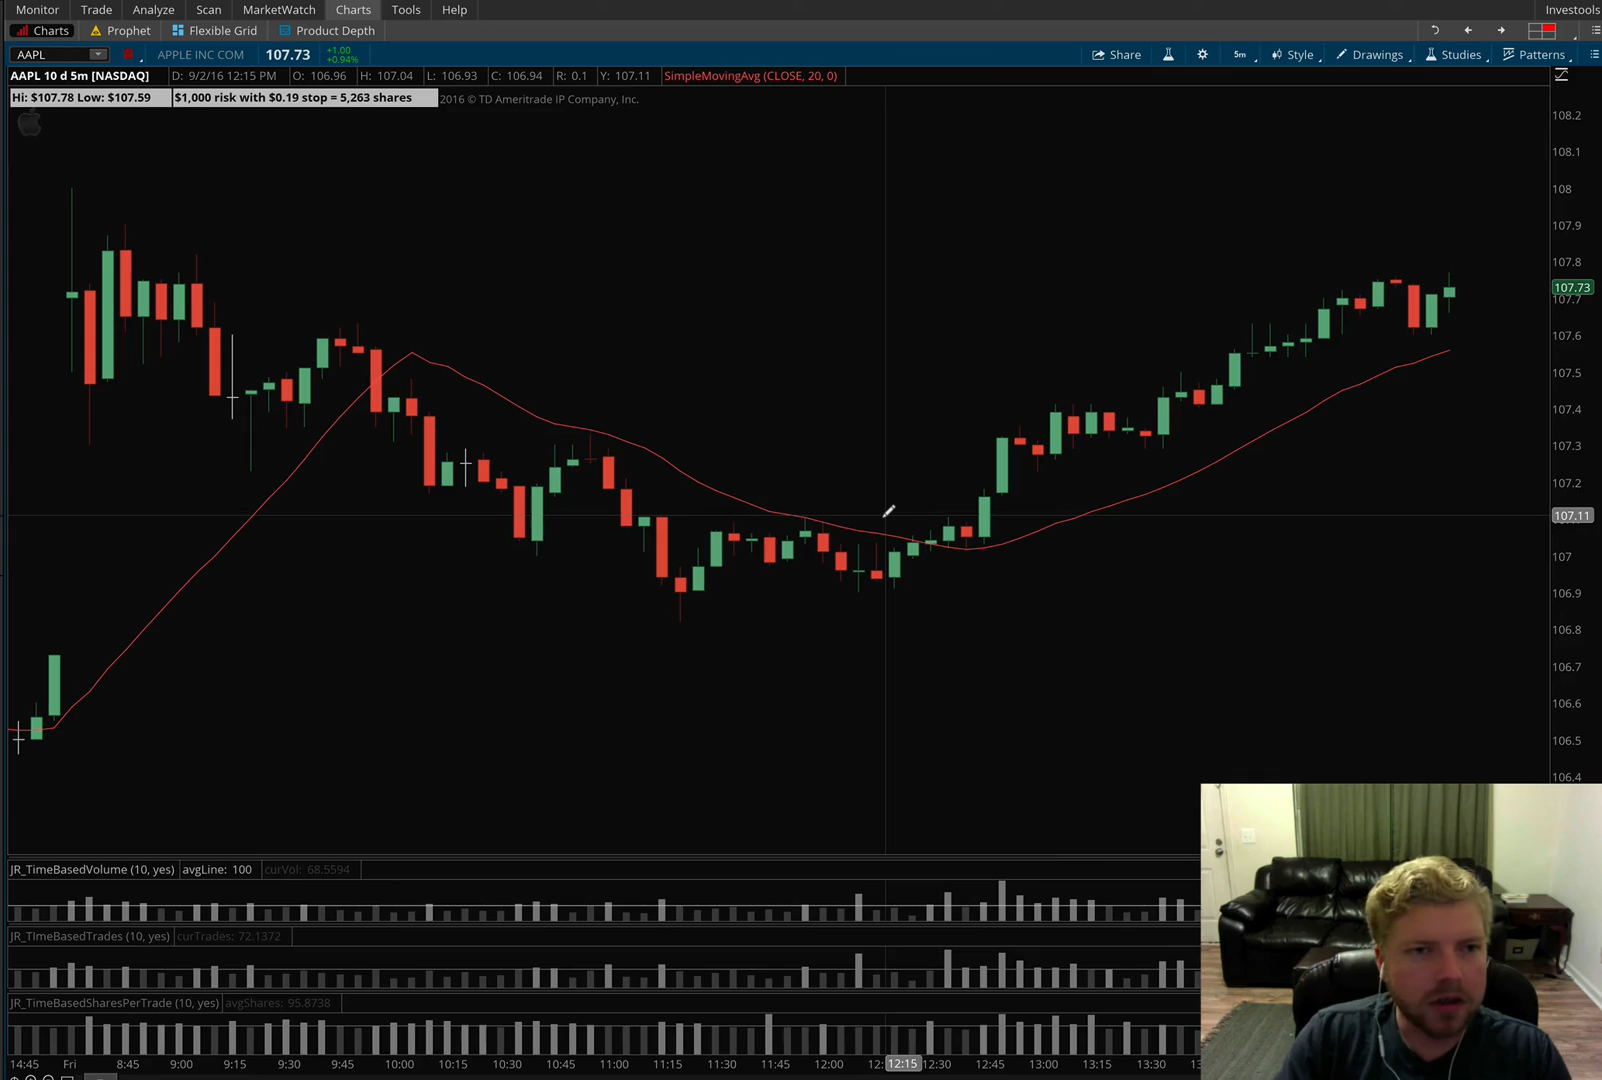 Monitor Trade Analyze Scan MarketWatch Charts Tools Help Investools
Charts Prophet Flexible Grid Product Depth
AAPL APPLE INC COM 107.73 +1.00 +0.94% Share 5m Style Drawings Studies Patterns
AAPL 10 d 5m [NASDAQ] D: 9/2/16 12:15 PM O: 106.96 H: 107.04 L: 106.93 C: 106.94 R: 0.1 Y: 107.11 SimpleMovingAvg (CLOSE, 20, 0)
Hi: $107.78 Low: $107.59 $1,000 risk with $0.19 stop = 5,263 shares 2016 © TD Ameritrade IP Company, Inc.
108.2
108.1
108
107.9
107.8
107.73
107.7
107.6
107.5
107.4
107.3
107.2
107.11
107
106.9
106.8
106.7
106.6
106.5
106.4
JR_TimeBasedVolume (10, yes) avgLine: 100 curVol: 68.5594
JR_TImeBasedTrades (10, yes) curTrades: 72.1372
JR_TimeBasedSharesPerTrade (10, yes) avgShares: 95.8738
14:45 Fri 8:45 9:00 9:15 9:30 9:45 10:00 10:15 10:30 10:45 11:00 11:15 11:30 11:45 12:00 12: 12:15 12:30 12:45 13:00 13:15 13:30